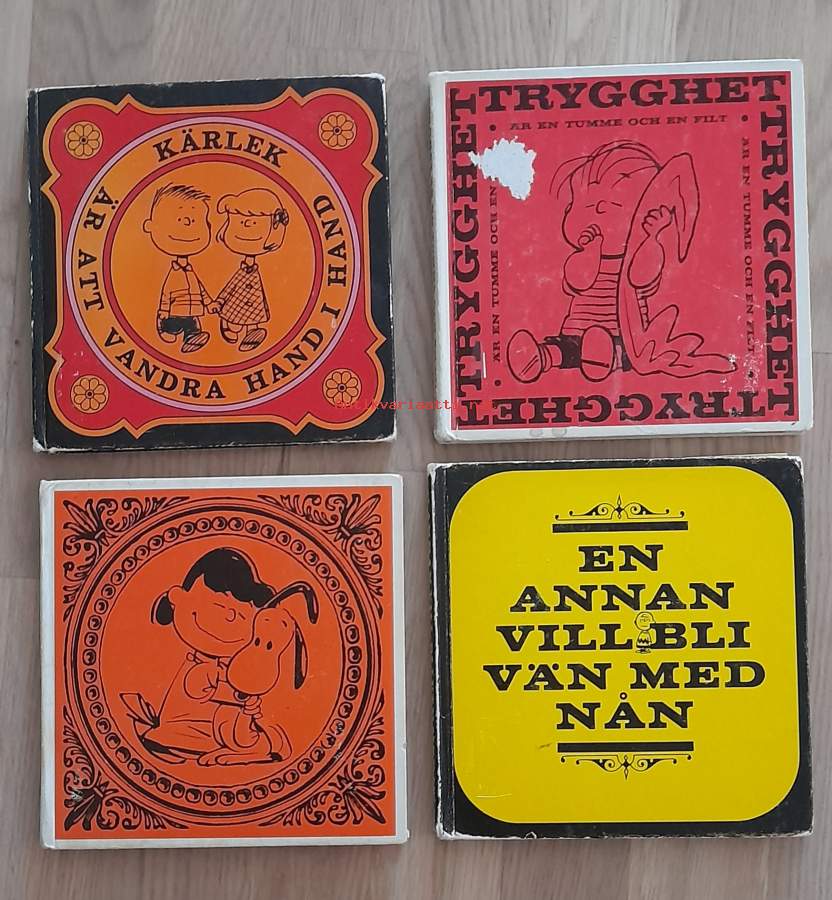 KÄRLEK
ÄR ATT VANDRA HAND I HAND
TRYGGHET
ÄR EN TUMME OCH EN FILT
TRYGGHET
ÄR EN TUMME OCH EN FILT
TRYGGHET
TRYGGHET
ÄR EN TUMME OCH EN
EN
ANNAN
VILL BLI
VÄN MED
NÅN